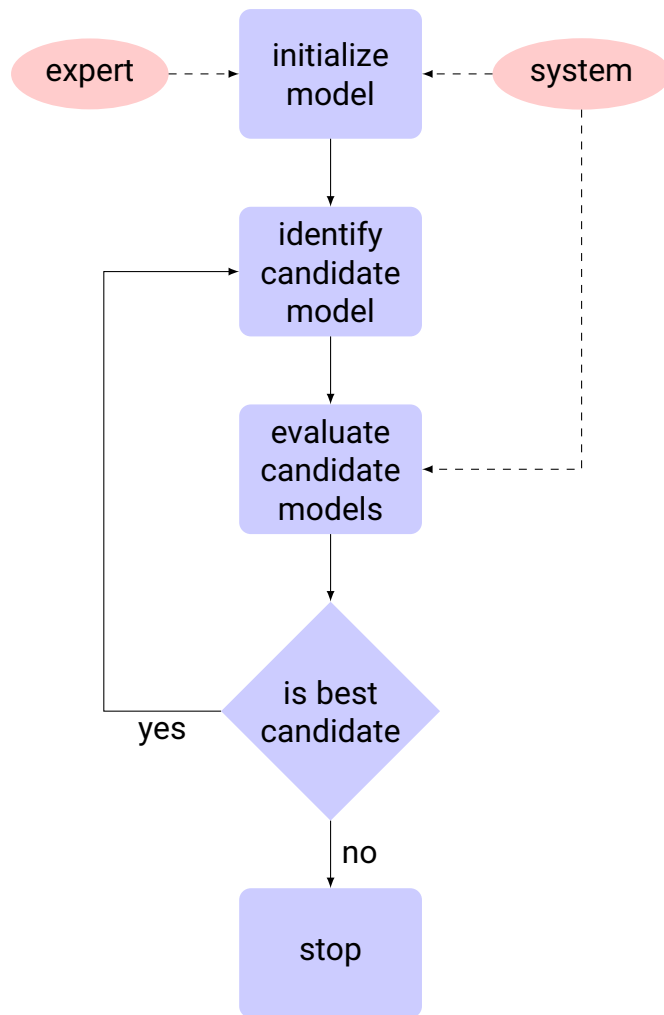 expert
initialize
model
system
identify
candidate
model
evaluate
candidate
models
is best
candidate
yes
no
stop